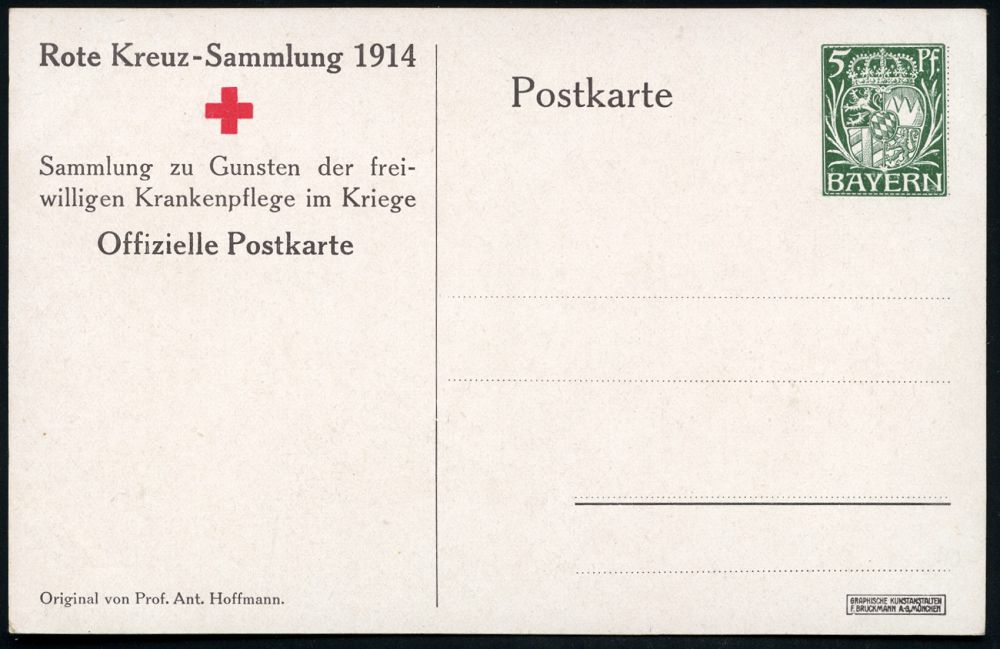 Rote Kreuz-Sammlung 1914
Sammlung zu Gunsten der frei-
willigen Krankenpflege im Kriege
Offizielle Postkarte
Original von Prof. Ant. Hoffmann.
Postkarte
5 Pf.
BAYERN
GRAPHISCHE KUNSTANSTALTEN
F. BRUCKMANN A-G, MÜNCHEN